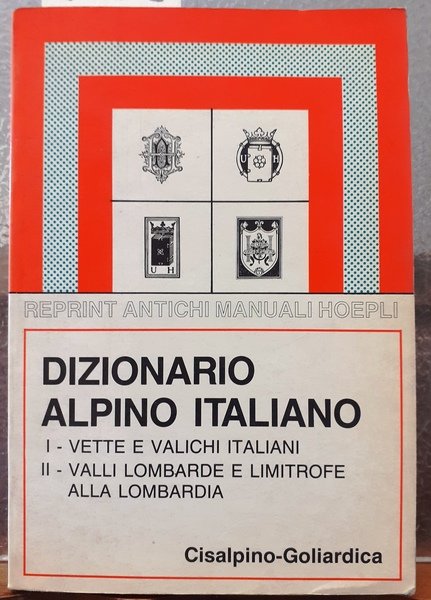 U H
U H
REPRINT ANTICHI MANUALI HOEPLI
DIZIONARIO
ALPINO ITALIANO
I - VETTE E VALICHI ITALIANI
II - VALLI LOMBARDE E LIMITROFE
ALLA LOMBARDIA
Cisalpino-Goliardica